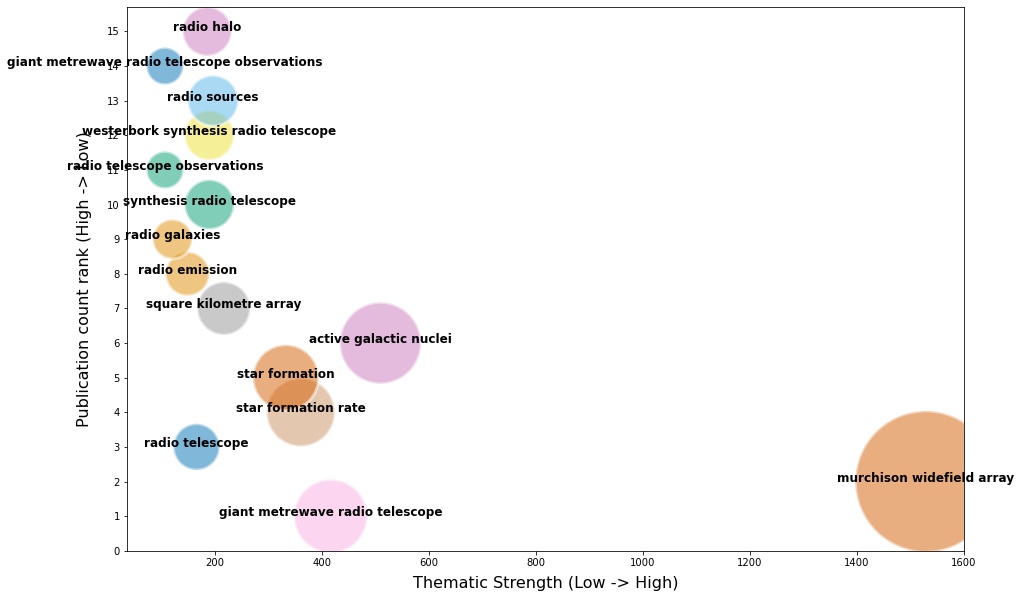 radio halo
15
giant metrewave radio telescope observations
14
radio sources
13
westerbork synthesis radio telescope
12
radio telescope observations
11
synthesis radio telescope
10
radio galaxies
9
radio emission
8
square kilometre array
7
active galactic nuclei
6
star formation
5
star formation rate
4
radio telescope
3
murchison widefield array
2
giant metrewave radio telescope
1
0
Publication count rank (High -> Low)
200 400 600 800 1000 1200 1400 1600
Thematic Strength (Low -> High)